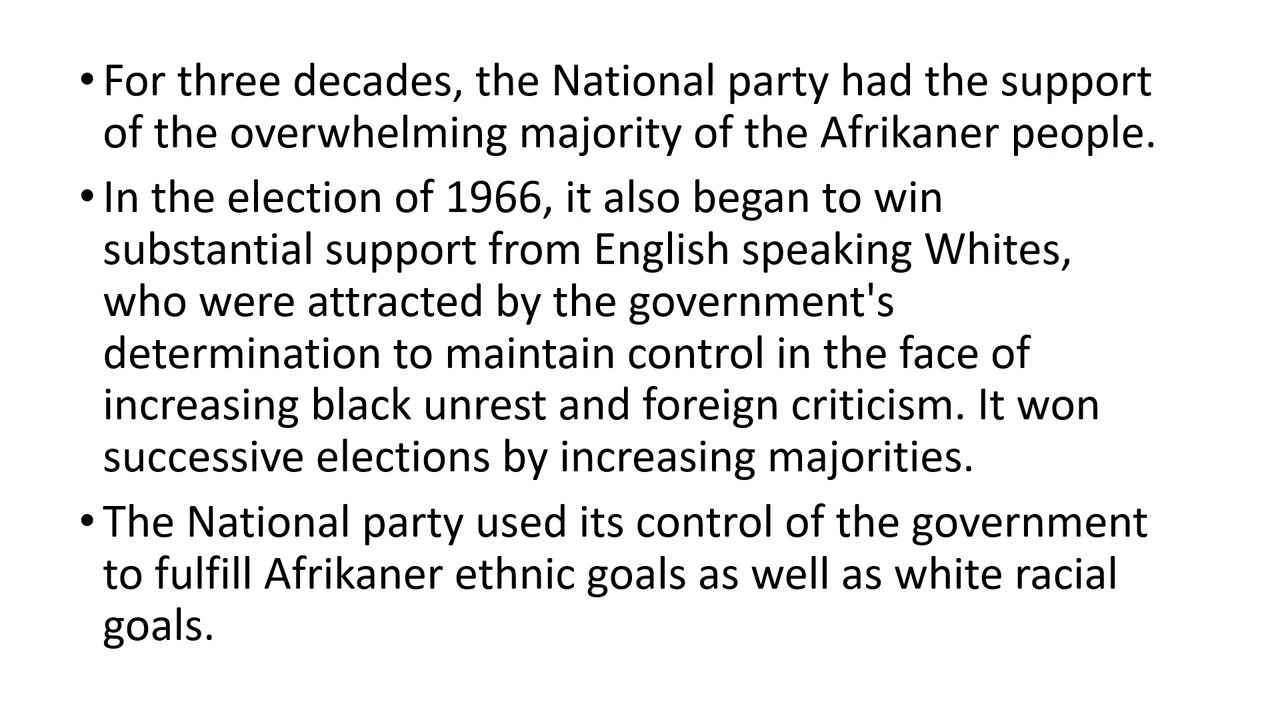 • For three decades, the National party had the support
of the overwhelming majority of the Afrikaner people.
• In the election of 1966, it also began to win
substantial support from English speaking Whites,
who were attracted by the government's
determination to maintain control in the face of
increasing black unrest and foreign criticism. It won
successive elections by increasing majorities.
• The National party used its control of the government
to fulfill Afrikaner ethnic goals as well as white racial
goals.